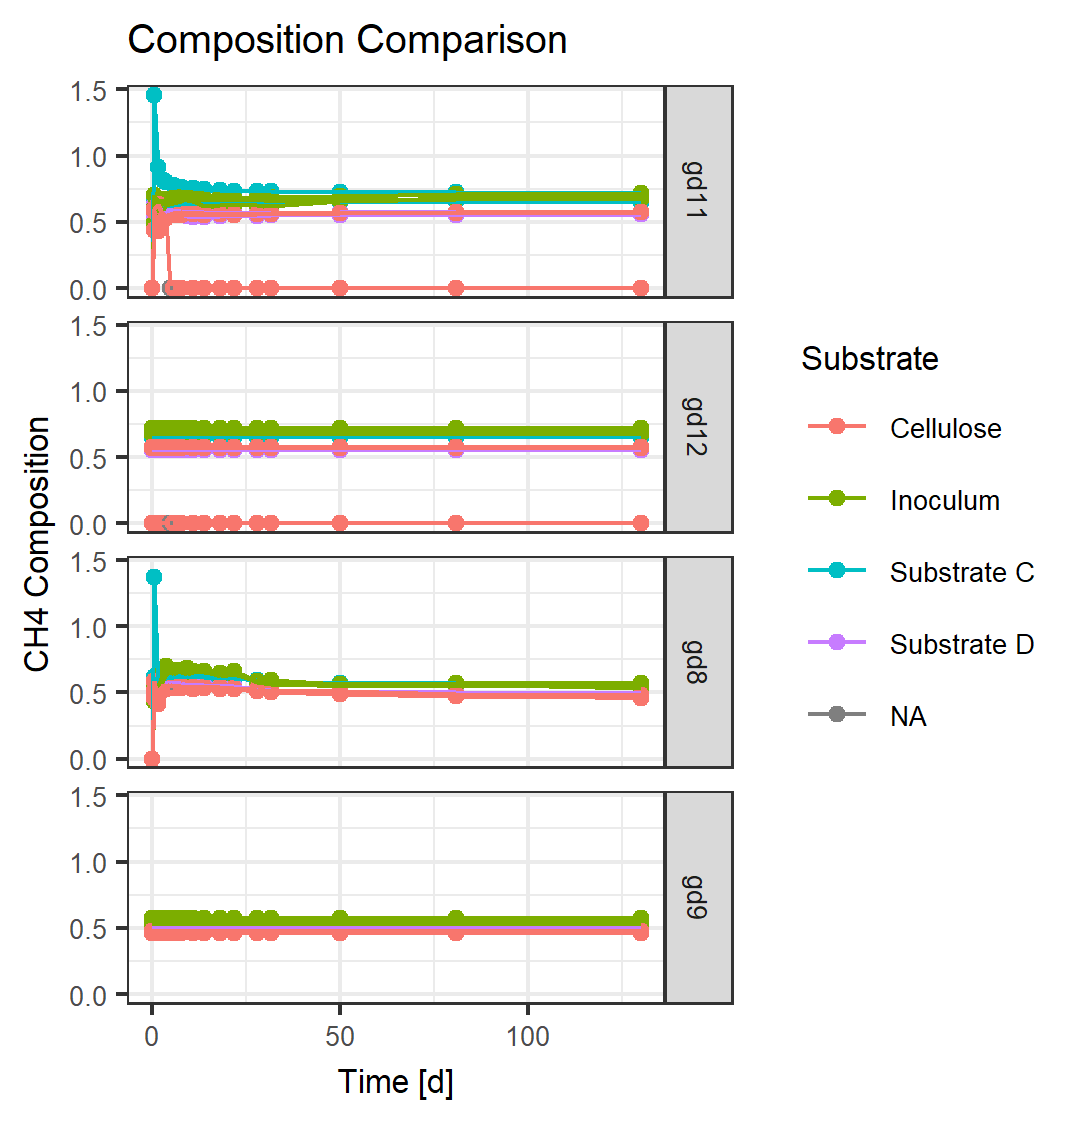 Composition Comparison
CH4 Composition
1.5
1.0
0.5
0.0
gd11
1.5
1.0
0.5
0.0
gd12
1.5
1.0
0.5
0.0
gd8
1.5
1.0
0.5
0.0
gd9
0 50 100
Time [d]
Substrate
Cellulose
Inoculum
Substrate C
Substrate D
NA